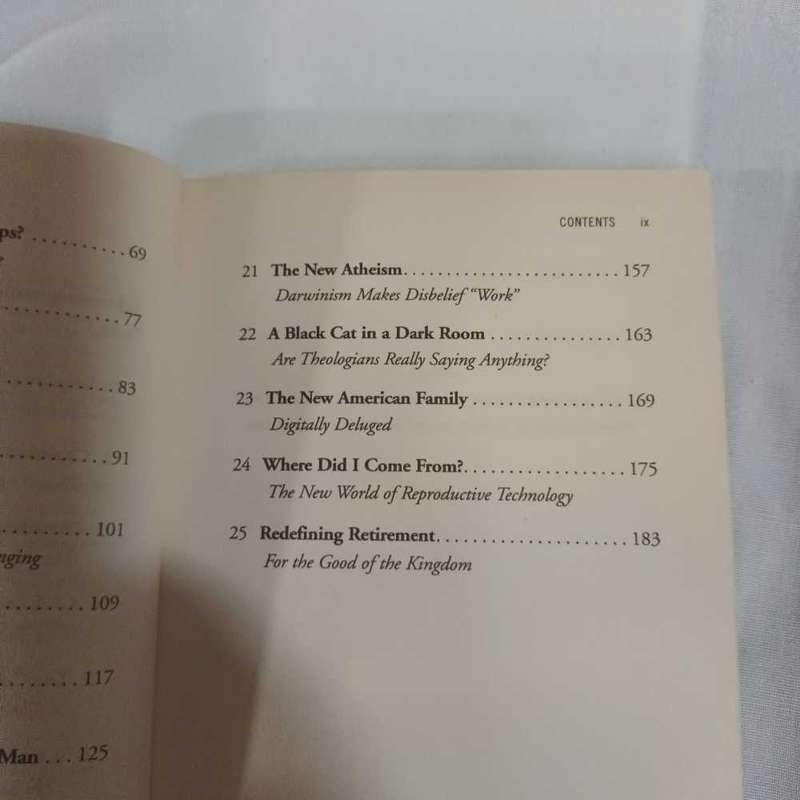 ps? .......... 69
?
.......... 77
.......... 83
.......... 91
.......... 101
nging
.......... 109
.......... 117
Man ... 125
CONTENTS ix
21 The New Atheism.......................... 157
Darwinism Makes Disbelief “Work”
22 A Black Cat in a Dark Room ................ 163
Are Theologians Really Saying Anything?
23 The New American Family .................. 169
Digitally Deluged
24 Where Did I Come From?.................... 175
The New World of Reproductive Technology
25 Redefining Retirement....................... 183
For the Good of the Kingdom